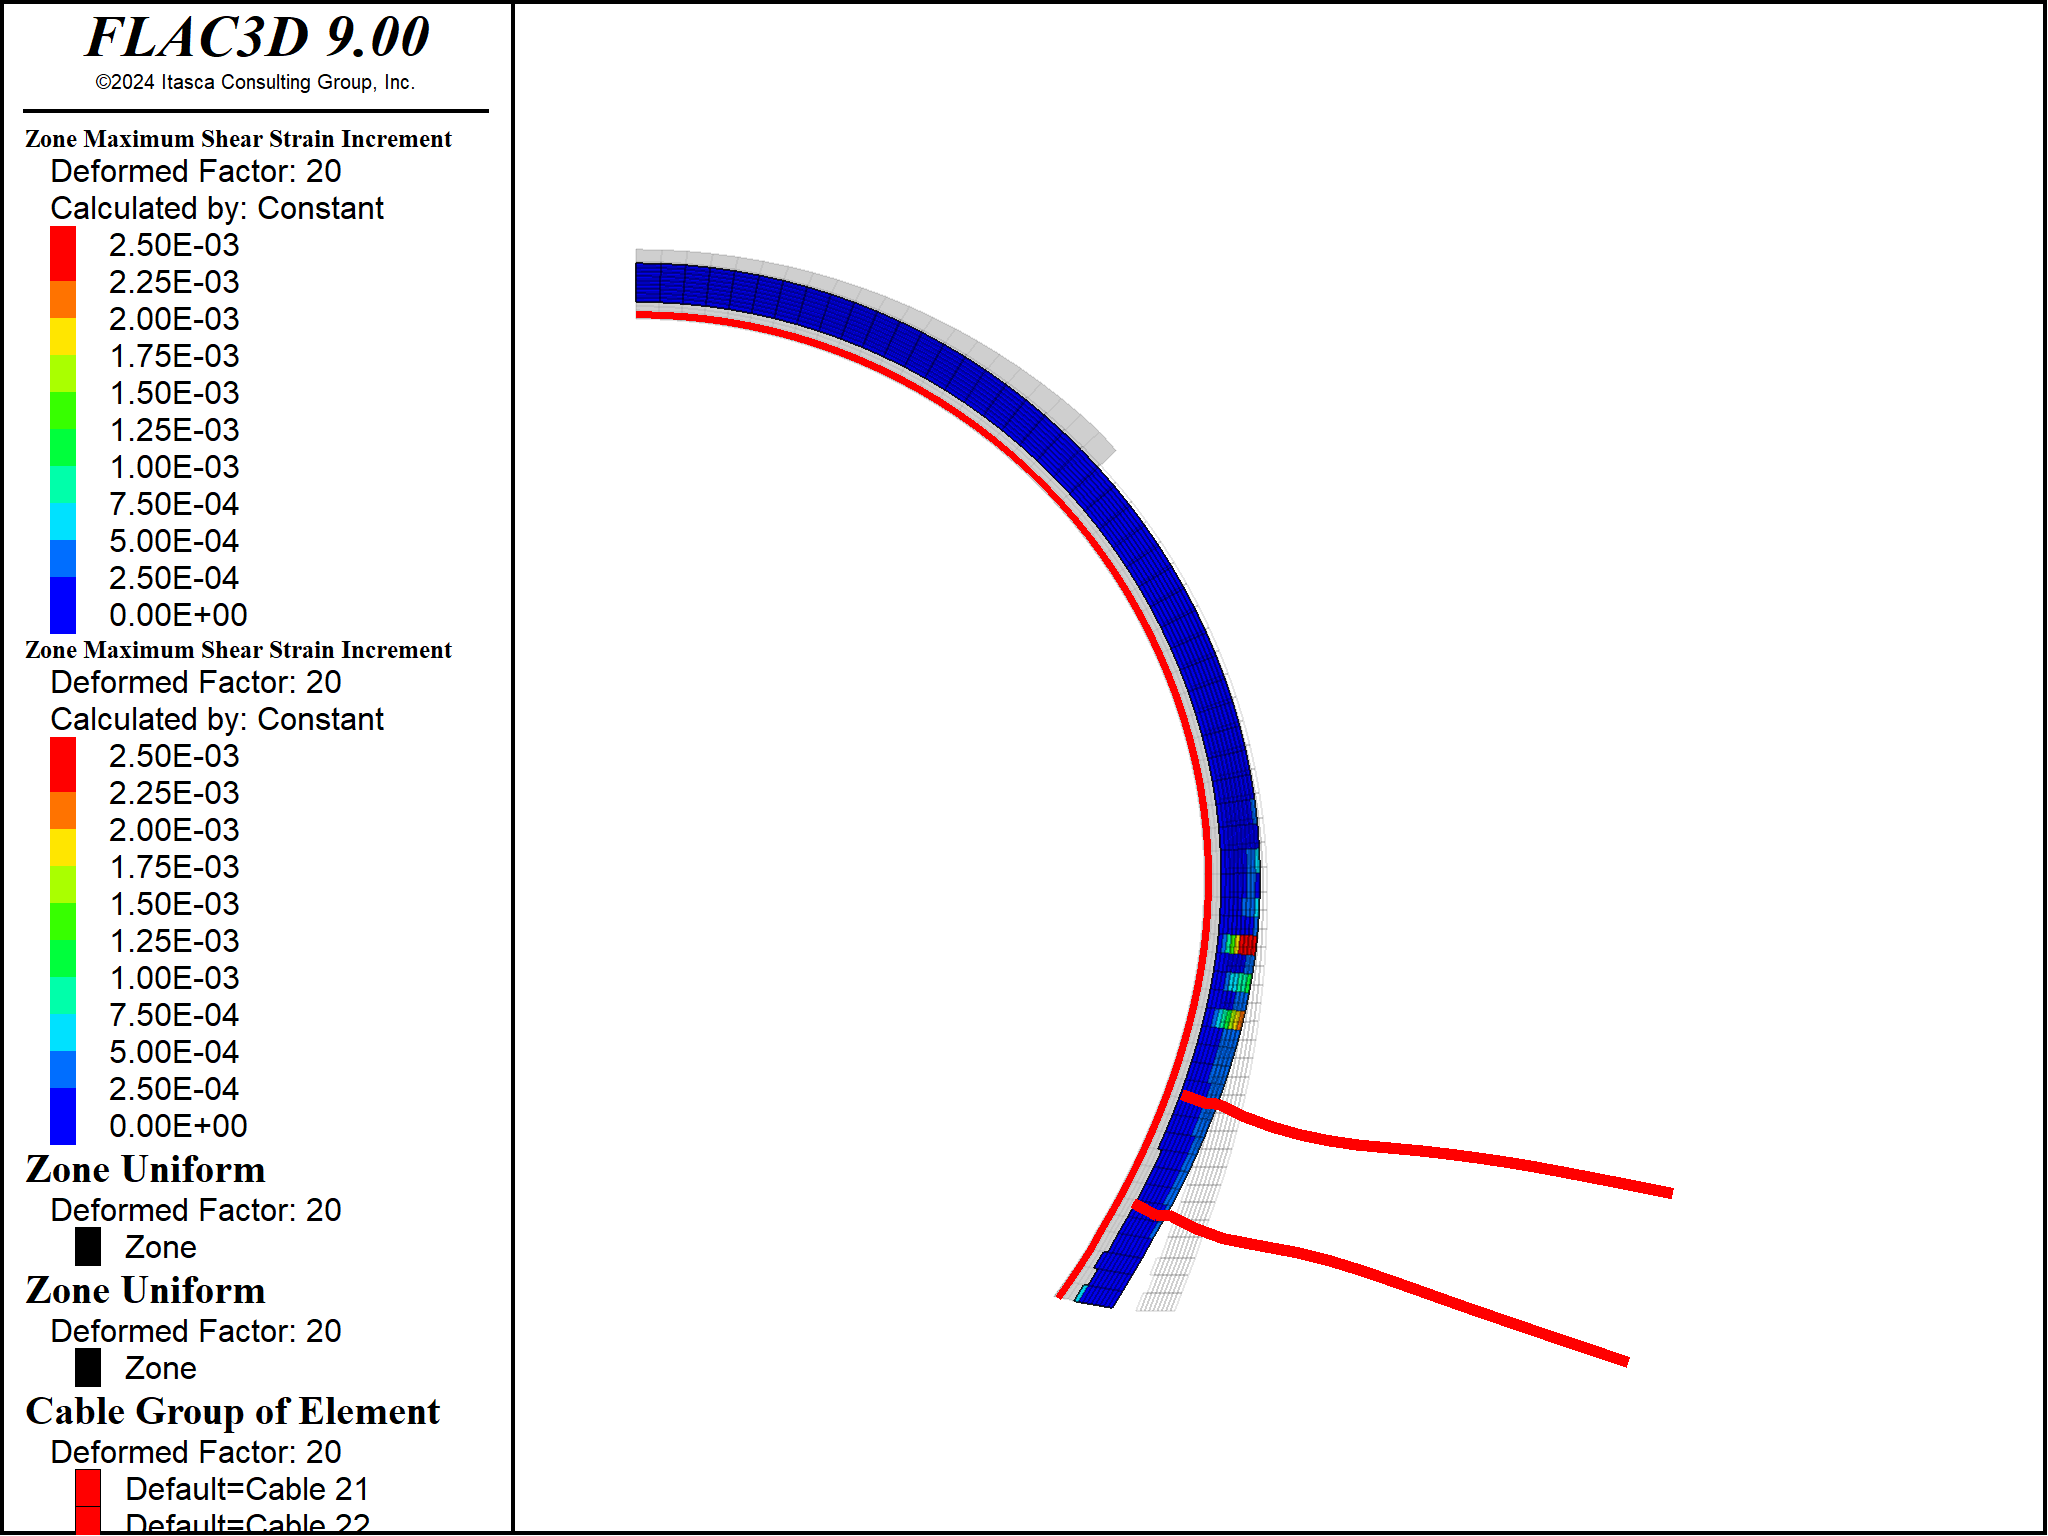 FLAC3D 9.00
©2024 Itasca Consulting Group, Inc.
Zone Maximum Shear Strain Increment
Deformed Factor: 20
Calculated by: Constant
2.50E-03
2.25E-03
2.00E-03
1.75E-03
1.50E-03
1.25E-03
1.00E-03
7.50E-04
5.00E-04
2.50E-04
0.00E+00
Zone Maximum Shear Strain Increment
Deformed Factor: 20
Calculated by: Constant
2.50E-03
2.25E-03
2.00E-03
1.75E-03
1.50E-03
1.25E-03
1.00E-03
7.50E-04
5.00E-04
2.50E-04
0.00E+00
Zone Uniform
Deformed Factor: 20
Zone
Zone Uniform
Deformed Factor: 20
Zone
Cable Group of Element
Deformed Factor: 20
Default=Cable 21
Default=Cable 22